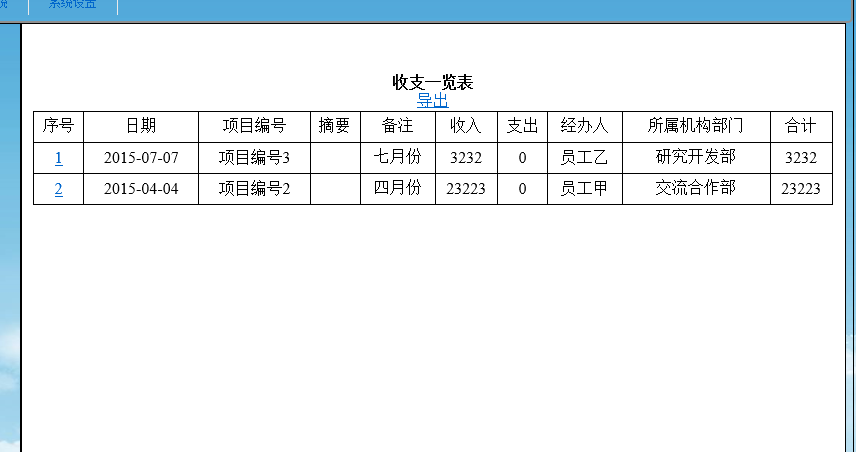 系统设置
收支一览表
导出
序号 日期 项目编号 摘要 备注 收入 支出 经办人 所属机构部门 合计
1 2015-07-07 项目编号3 七月份 3232 0 员工乙 研究开发部 3232
2 2015-04-04 项目编号2 四月份 23223 0 员工甲 交流合作部 23223